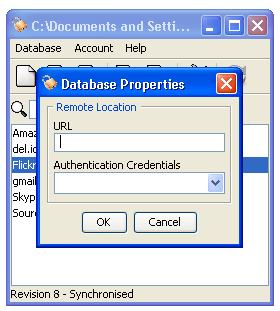 C:\Documents and Setti...
Database Account Help
Database Properties
Remote Location
URL
Authentication Credentials
OK Cancel
Amaz
del.ic
Flickr
gmail
Skyp
Sourc
Revision 8 - Synchronised